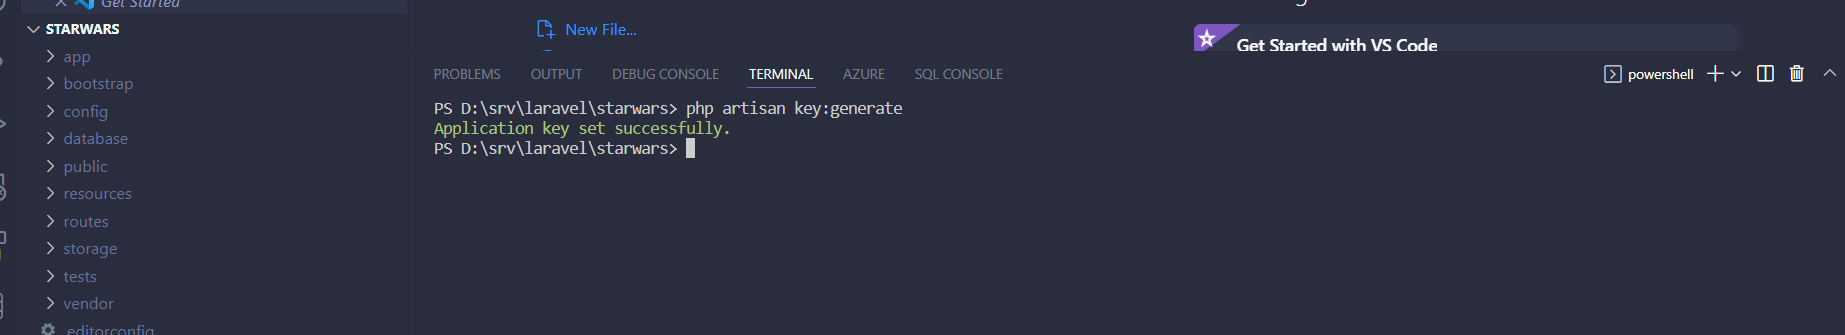 Get Started
STARWARS
app
bootstrap
config
database
public
resources
routes
storage
tests
vendor
.editorconfig
New File...
Get Started with VS Code
PROBLEMS OUTPUT DEBUG CONSOLE TERMINAL AZURE SQL CONSOLE
powershell
PS D:\srv\laravel\starwars> php artisan key:generate
Application key set successfully.
PS D:\srv\laravel\starwars>